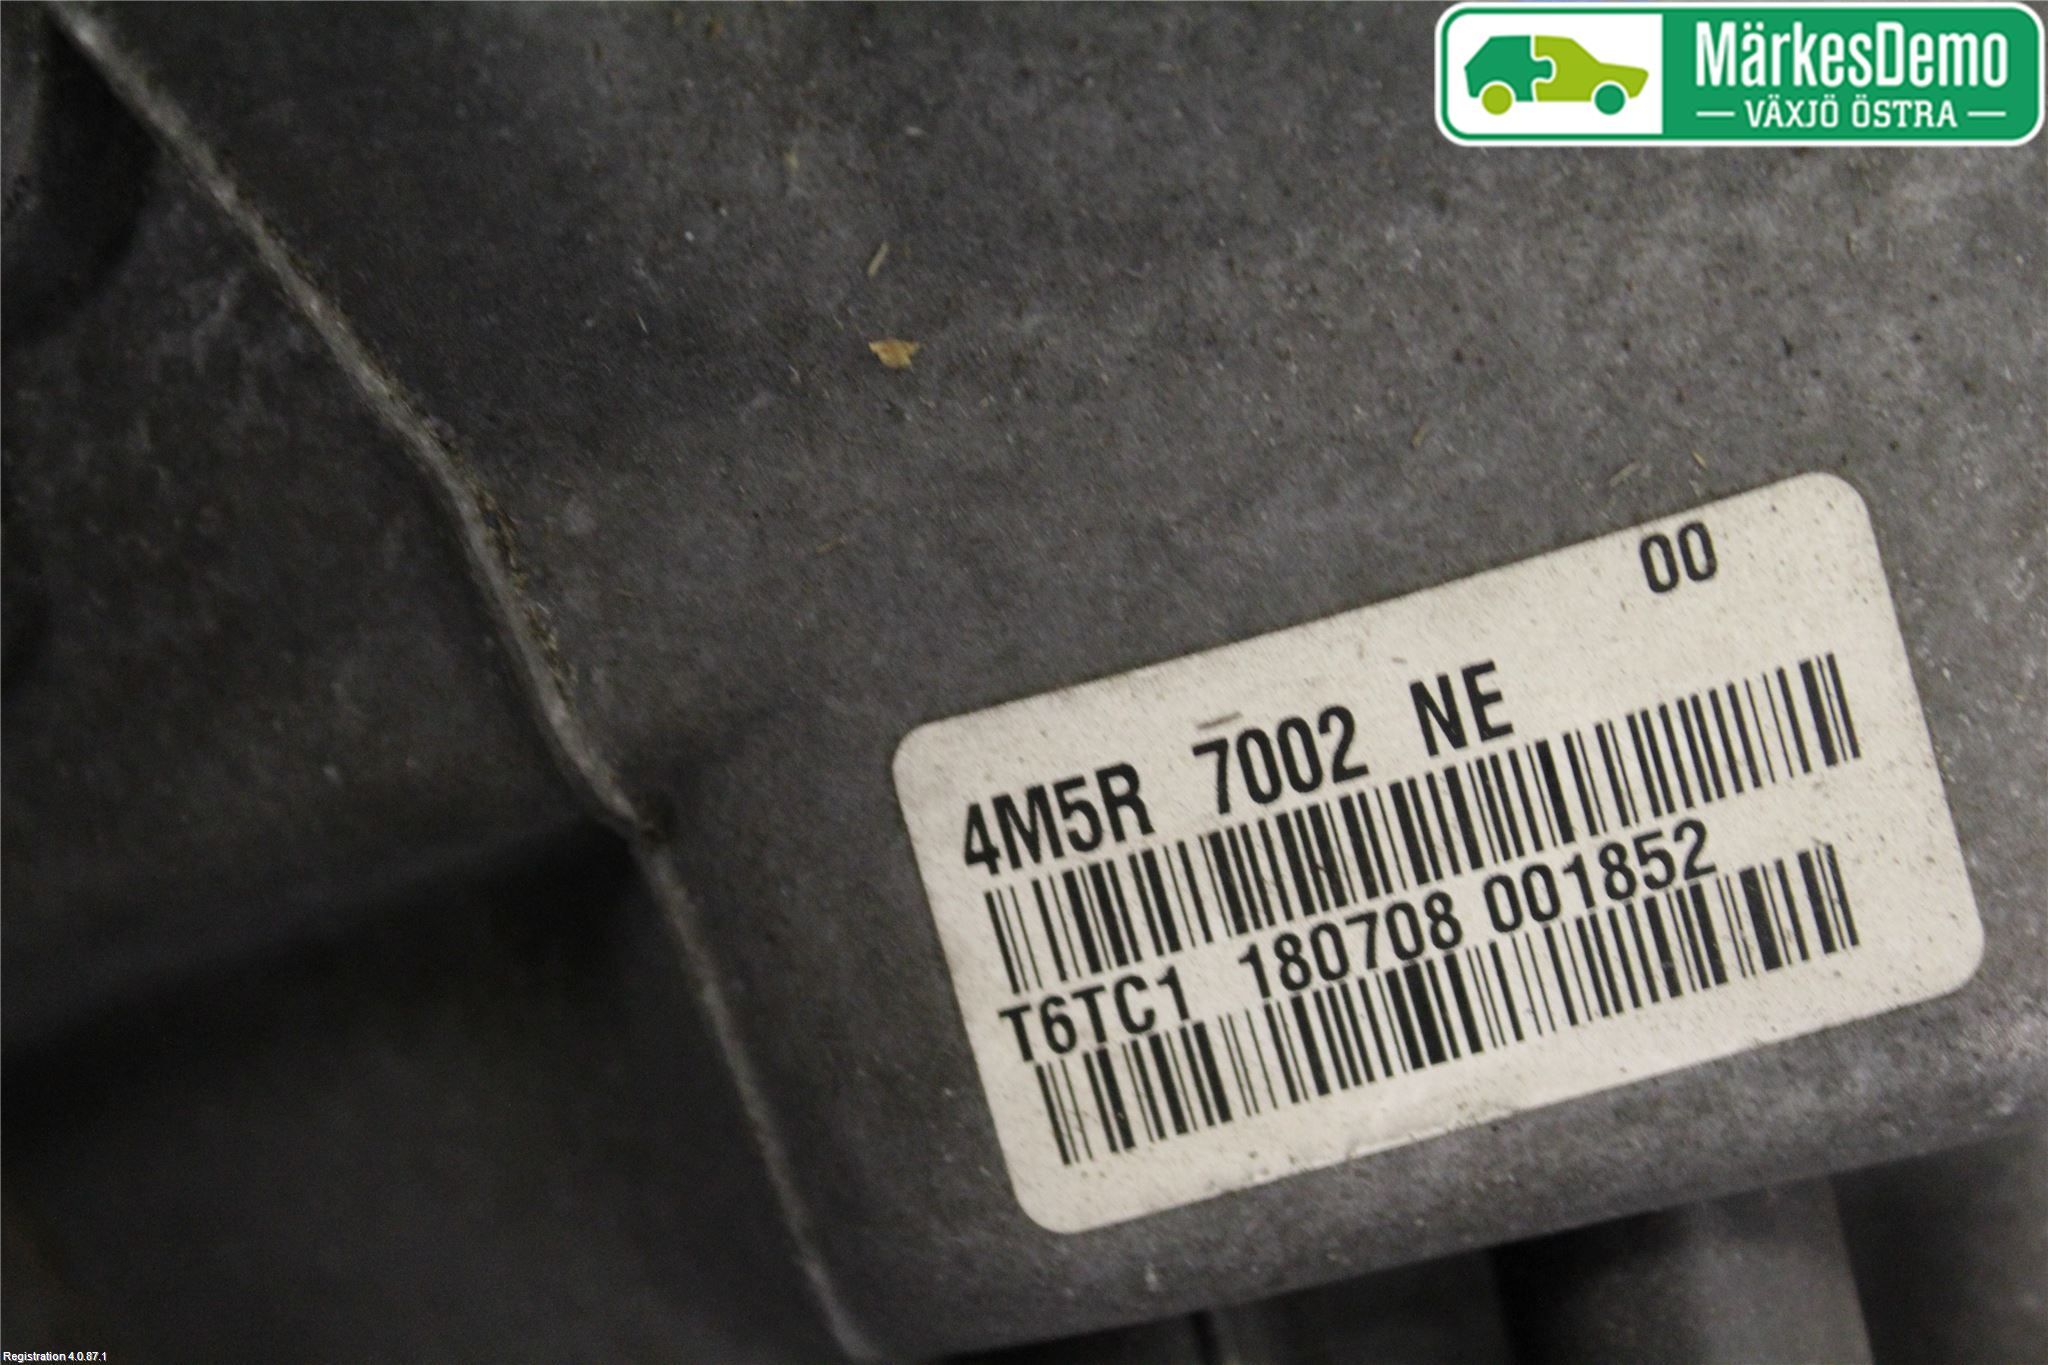 MärkesDemo
— VÄXJÖ ÖSTRA —
00
4M5R 7002 NE
T6TC1 180708 001852
Registration 4.0.87.1